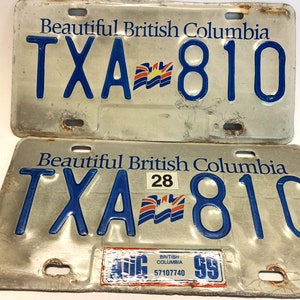 Beautiful British Columbia
TXA 810
Beautiful British Columbia
28
TXA 810
BRITISH
COLUMBIA
AUG 57107740 99